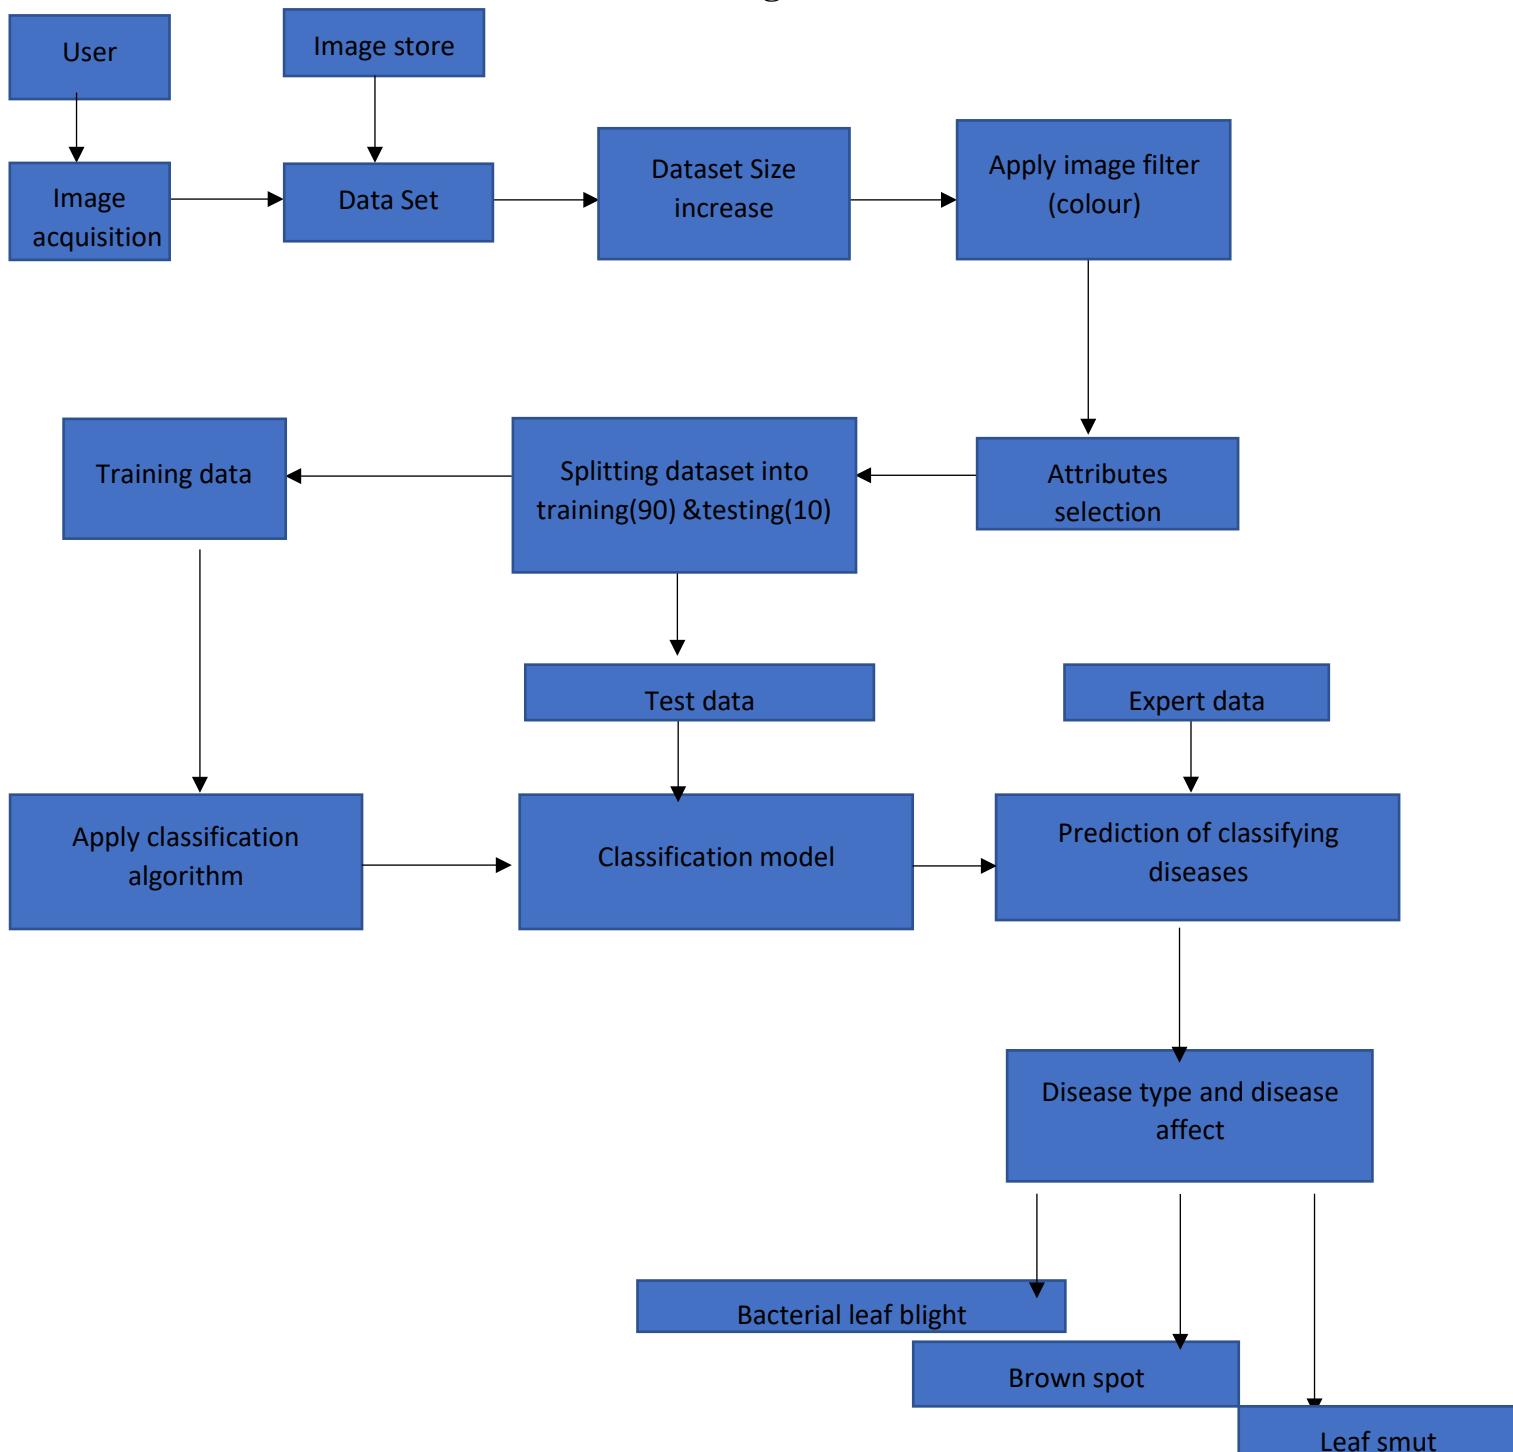 User
Image store
Image
acquisition
Data Set
Dataset Size
increase
Apply image filter
(colour)
Training data
Splitting dataset into
training(90) &testing(10)
Attributes
selection
Test data
Expert data
Apply classification
algorithm
Classification model
Prediction of classifying
diseases
Disease type and disease
affect
Bacterial leaf blight
Brown spot
Leaf smut